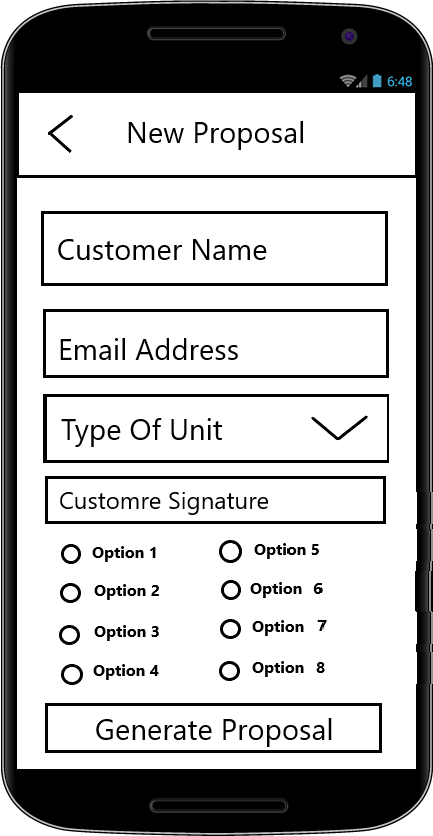 6:48
New Proposal
Customer Name
Email Address
Type Of Unit
Customre Signature
Option 1
Option 5
Option 2
Option 6
Option 3
Option 7
Option 4
Option 8
Generate Proposal